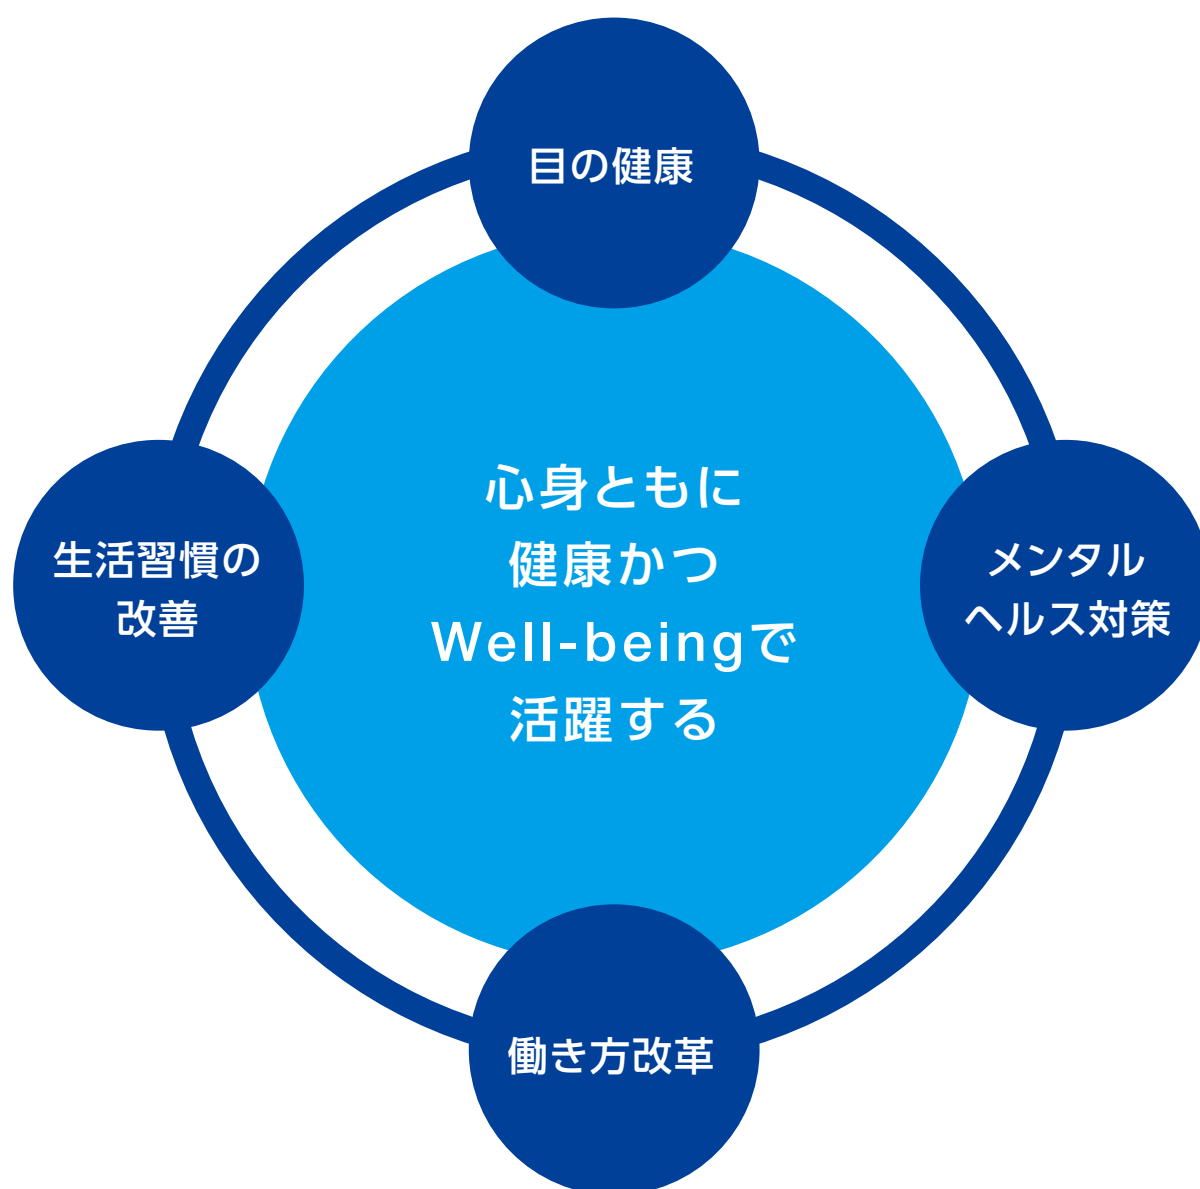 目の健康
心身ともに
健康かつ
Well-beingで
活躍する
生活習慣の
改善
メンタル
ヘルス対策
働き方改革